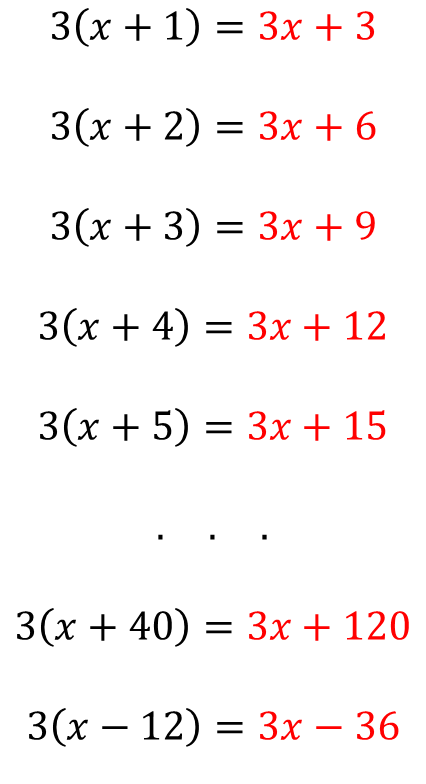 3(x + 1) = 3x + 3
3(x + 2) = 3x + 6
3(x + 3) = 3x + 9
3(x + 4) = 3x + 12
3(x + 5) = 3x + 15
. . .
3(x + 40) = 3x + 120
3(x − 12) = 3x − 36